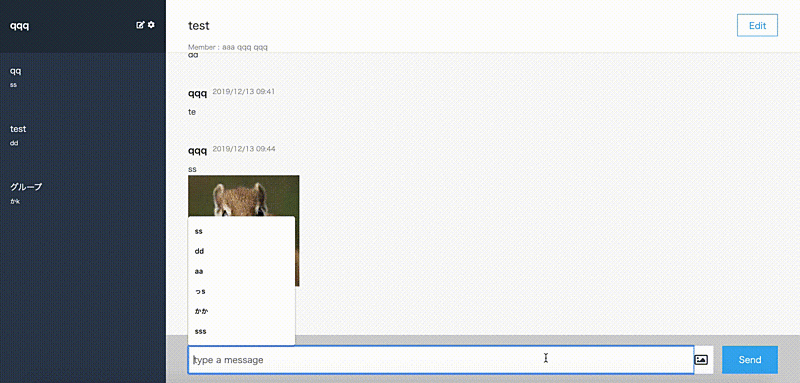 qqq
qq
ss
test
dd
グループ
かk
test
Edit
Member : aaa qqq qqq
dd
qqq 2019/12/13 09:41
te
qqq 2019/12/13 09:44
ss
ss
dd
aa
っs
かか
sss
type a message
Send